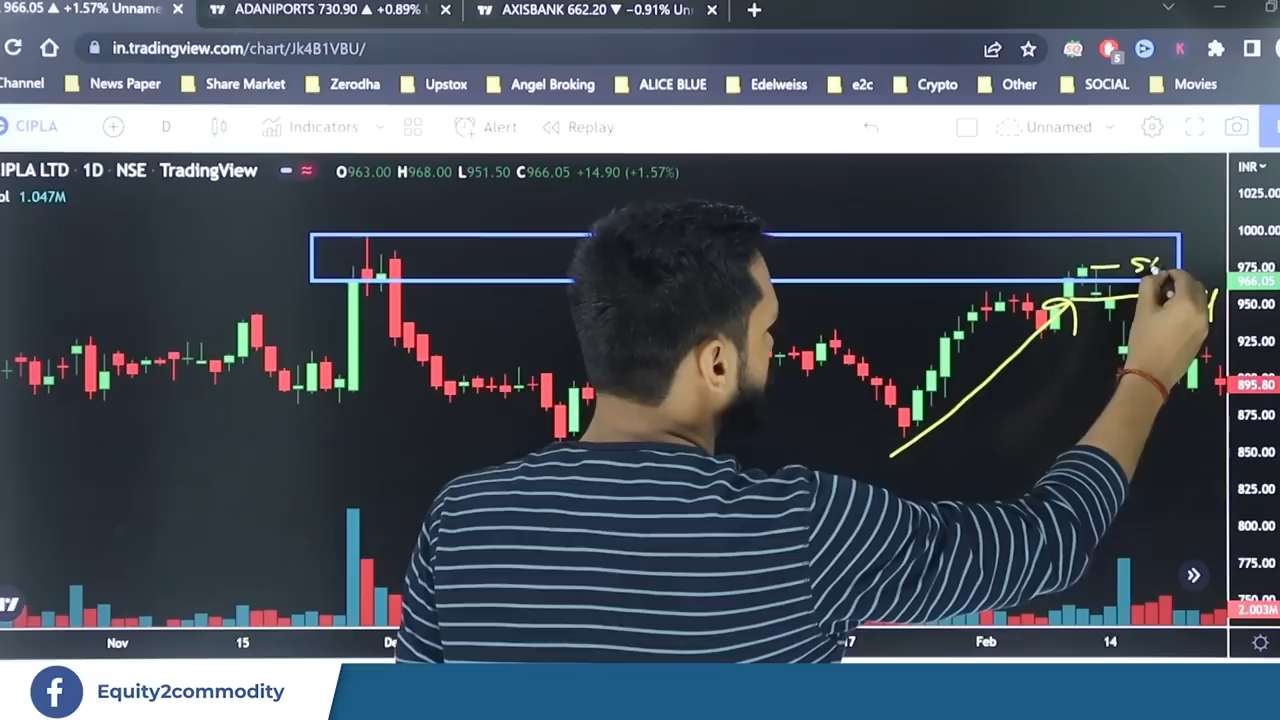 966.05 ▲ +1.57% Unname
ADANIPORTS 730.90 ▲ +0.89%
AXISBANK 662.20 ▼ −0.91% Un
in.tradingview.com/chart/Jk4B1VBU/
Channel
News Paper
Share Market
Zerodha
Upstox
Angel Broking
ALICE BLUE
Edelweiss
e2c
Crypto
Other
SOCIAL
Movies
CIPLA
D
Indicators
Alert
Replay
Unnamed
IPLA LTD · 1D · NSE · TradingView
O963.00 H968.00 L951.50 C966.05 +14.90 (+1.57%)
INR
ol 1.047M
1025.00
1000.00
975.00
966.05
950.00
925.00
895.80
875.00
850.00
825.00
800.00
775.00
750.00
2.003M
Nov
15
De
17
Feb
14
Equity2commodity